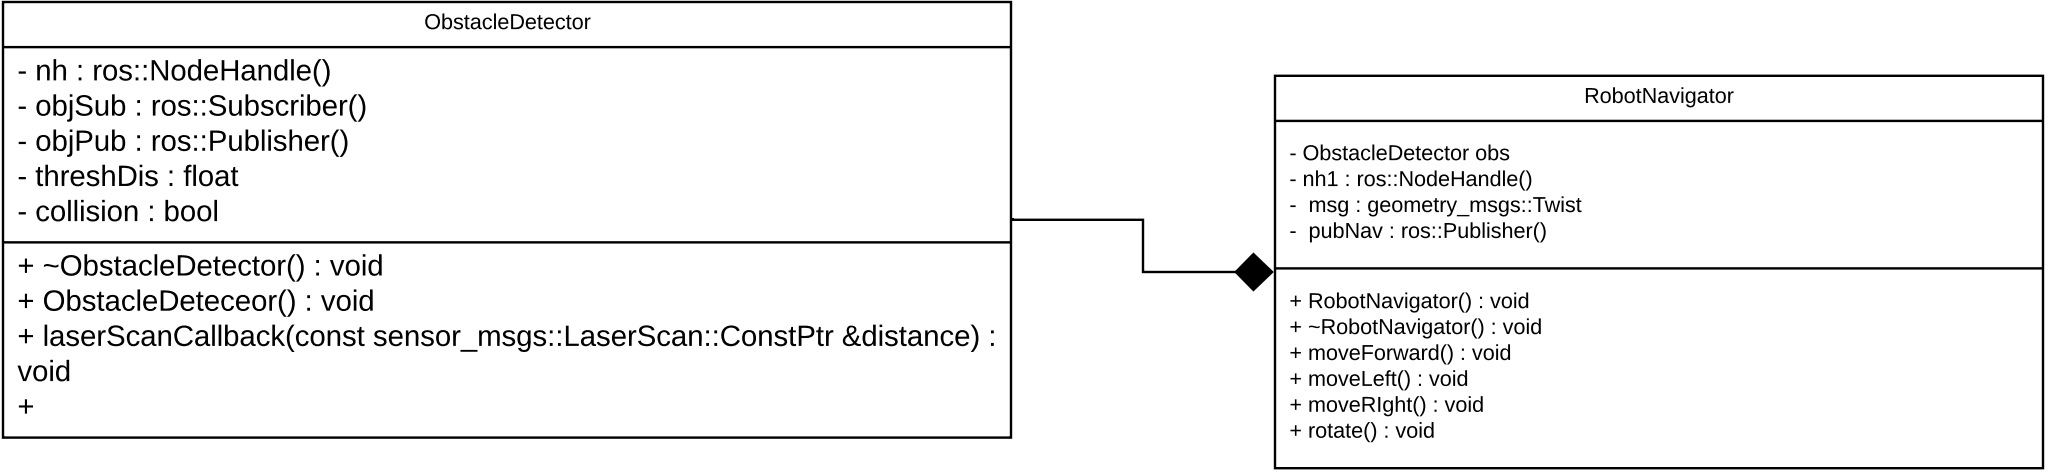 ObstacleDetector
- nh : ros::NodeHandle()
- objSub : ros::Subscriber()
- objPub : ros::Publisher()
- threshDis : float
- collision : bool
+ ~ObstacleDetector() : void
+ ObstacleDeteceor() : void
+ laserScanCallback(const sensor_msgs::LaserScan::ConstPtr &distance) :
void
+
RobotNavigator
- ObstacleDetector obs
- nh1 : ros::NodeHandle()
-  msg : geometry_msgs::Twist
-  pubNav : ros::Publisher()
+ RobotNavigator() : void
+ ~RobotNavigator() : void
+ moveForward() : void
+ moveLeft() : void
+ moveRIght() : void
+ rotate() : void